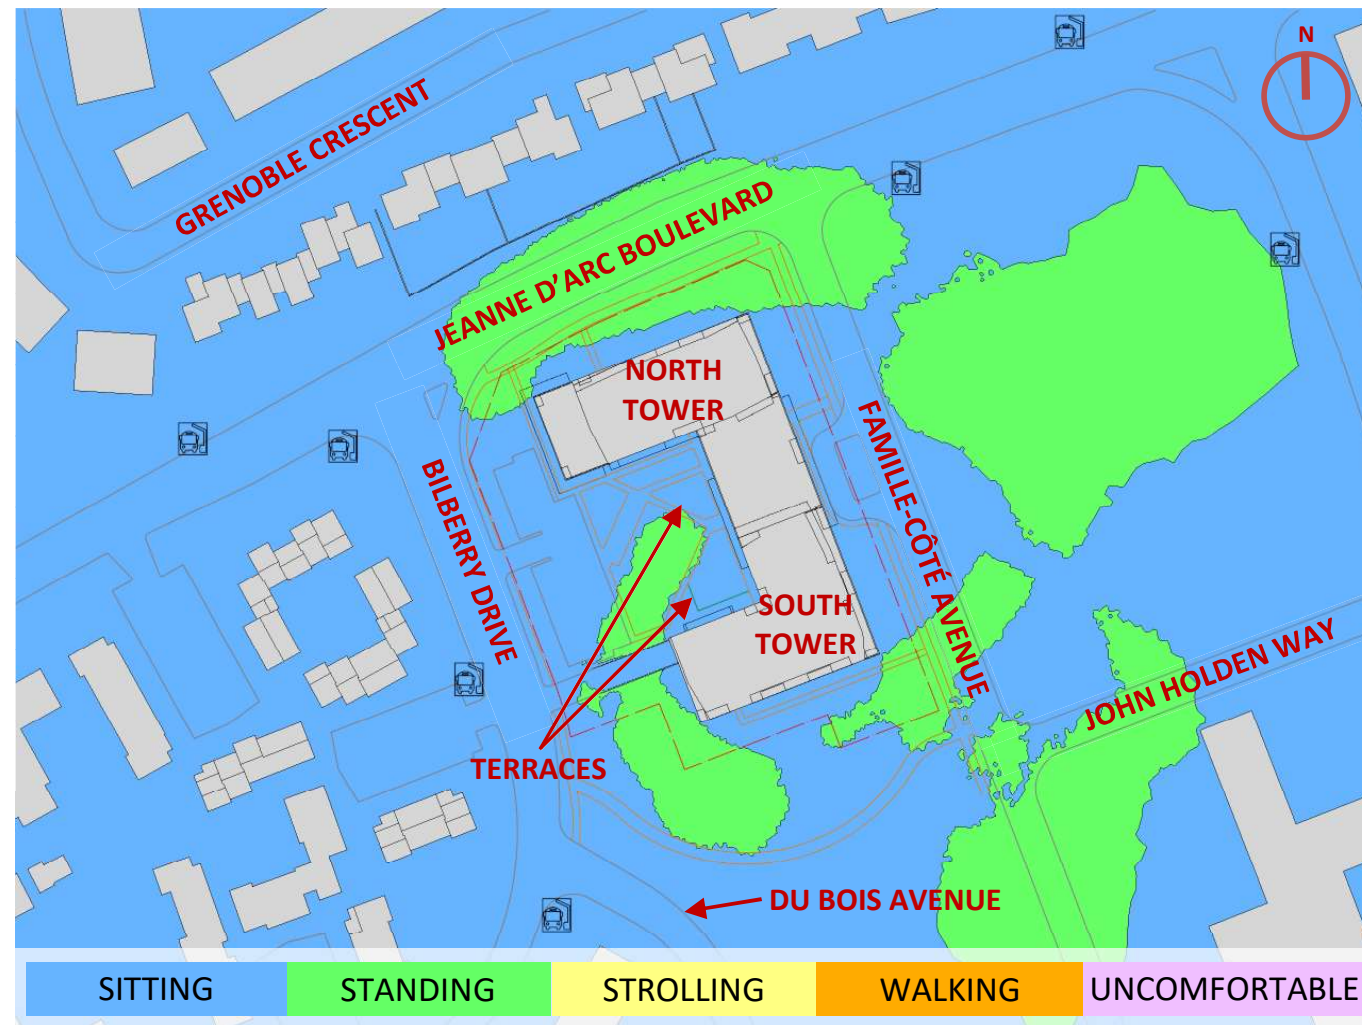 N
GRENOBLE CRESCENT
JEANNE D'ARC BOULEVARD
NORTH
TOWER
FAMILLE-CÔTÉ AVENUE
BILBERRY DRIVE
SOUTH
TOWER
JOHN HOLDEN WAY
TERRACES
DU BOIS AVENUE
SITTING
STANDING
STROLLING
WALKING
UNCOMFORTABLE